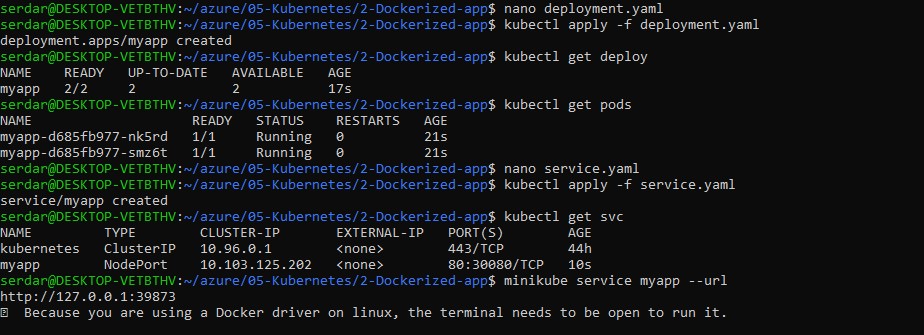 serdar@DESKTOP-VETBTHV:~/azure/05-Kubernetes/2-Dockerized-app$ nano deployment.yaml
serdar@DESKTOP-VETBTHV:~/azure/05-Kubernetes/2-Dockerized-app$ kubectl apply -f deployment.yaml
deployment.apps/myapp created
serdar@DESKTOP-VETBTHV:~/azure/05-Kubernetes/2-Dockerized-app$ kubectl get deploy
NAME    READY   UP-TO-DATE   AVAILABLE   AGE
myapp   2/2     2            2           17s
serdar@DESKTOP-VETBTHV:~/azure/05-Kubernetes/2-Dockerized-app$ kubectl get pods
NAME                    READY   STATUS    RESTARTS   AGE
myapp-d685fb977-nk5rd   1/1     Running   0          21s
myapp-d685fb977-smz6t   1/1     Running   0          21s
serdar@DESKTOP-VETBTHV:~/azure/05-Kubernetes/2-Dockerized-app$ nano service.yaml
serdar@DESKTOP-VETBTHV:~/azure/05-Kubernetes/2-Dockerized-app$ kubectl apply -f service.yaml
service/myapp created
serdar@DESKTOP-VETBTHV:~/azure/05-Kubernetes/2-Dockerized-app$ kubectl get svc
NAME         TYPE        CLUSTER-IP       EXTERNAL-IP   PORT(S)        AGE
kubernetes   ClusterIP   10.96.0.1        <none>        443/TCP        44h
myapp        NodePort    10.103.125.202   <none>        80:30080/TCP   10s
serdar@DESKTOP-VETBTHV:~/azure/05-Kubernetes/2-Dockerized-app$ minikube service myapp --url
http://127.0.0.1:39873
Because you are using a Docker driver on linux, the terminal needs to be open to run it.